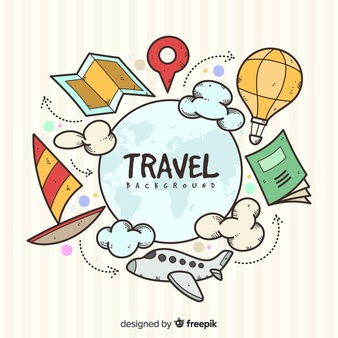 TRAVEL
BACKGROUND
designed by freepik